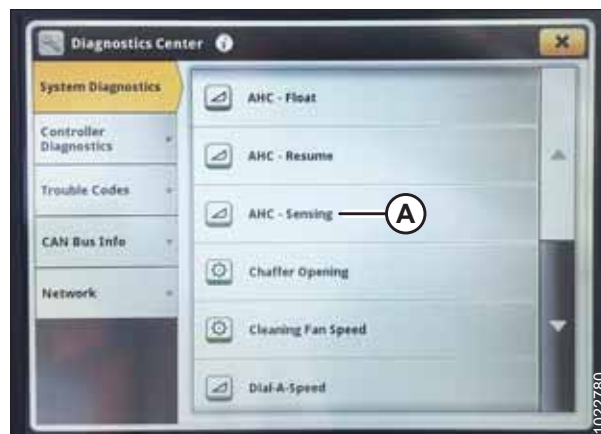 Diagnostics Center
System Diagnostics
Controller
Diagnostics
Trouble Codes
CAN Bus Info
Network
AHC - Float
AHC - Resume
AHC - Sensing
A
Chaffer Opening
Cleaning Fan Speed
Dial-A-Speed
1022780